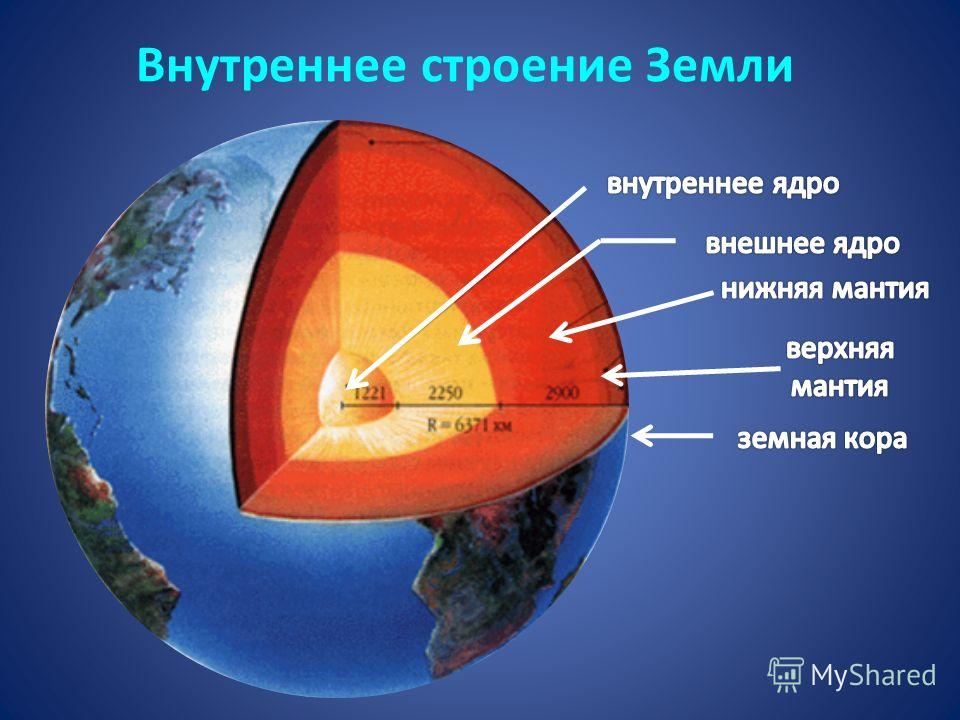 Внутреннее строение Земли
внутреннее ядро
внешнее ядро
нижняя мантия
верхняя
мантия
земная кора
1221 2250 2900
R = 6371 км
MyShared